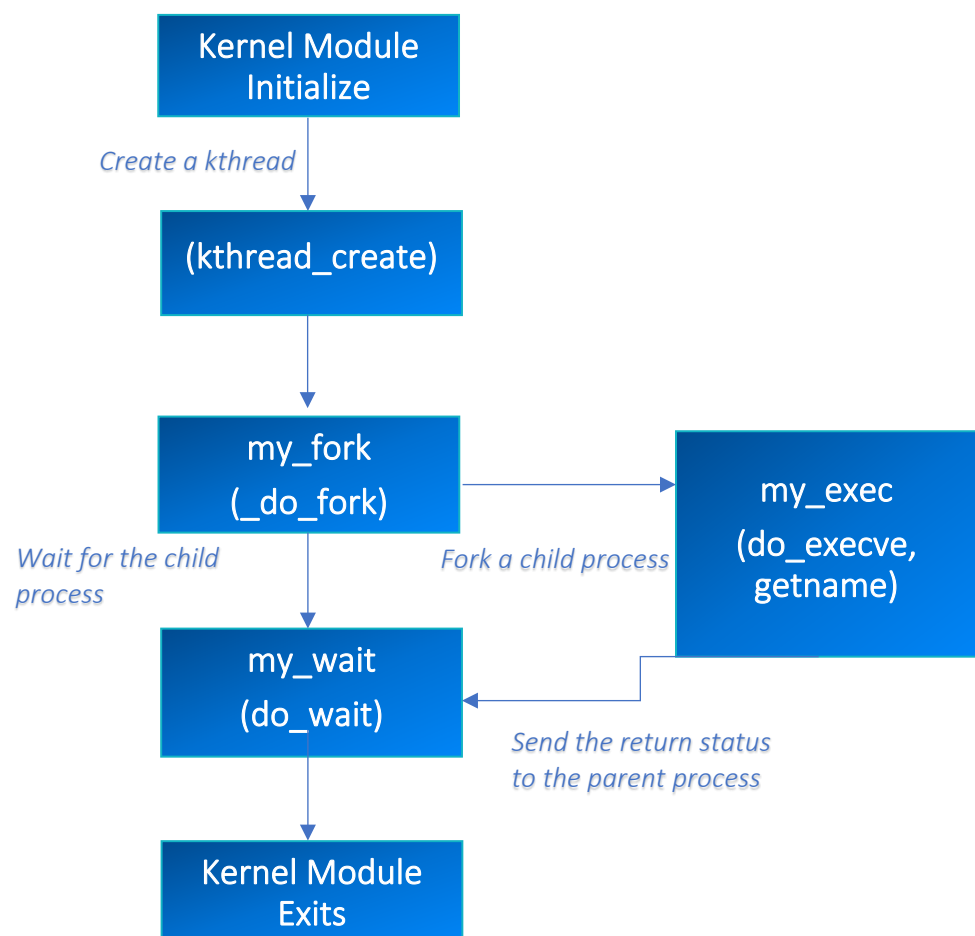 Kernel Module
Initialize
Create a kthread
(kthread_create)
my_fork
(_do_fork)
my_exec
(do_execve,
getname)
Wait for the child
process
Fork a child process
my_wait
(do_wait)
Send the return status
to the parent process
Kernel Module
Exits